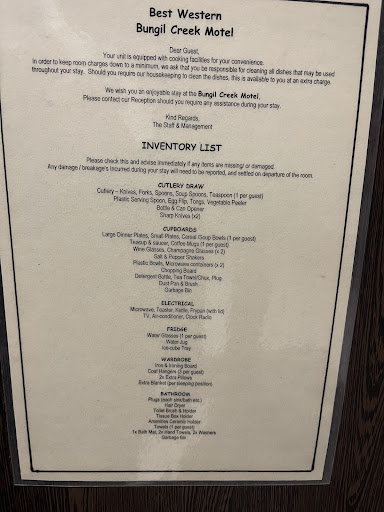 Best Western
Bungil Creek Motel
Dear Guest,
Your unit is equipped with cooking facilities for your convenience.
In order to keep room charges down to a minimum, we ask that you be responsible for cleaning all dishes that may be used
throughout your stay. Should you require our housekeeping to clean the dishes, this is available to you at an extra charge.
We wish you an enjoyable stay at the Bungil Creek Motel.
Please contact our Reception should you require any assistance during your stay.
Kind Regards,
The Staff & Management
INVENTORY LIST
Please check this and advise immediately if any items are missing/ or damaged.
Any damage / breakage's incurred during your stay will need to be reported, and settled on departure of the room.
CUTLERY DRAW
Cutlery – Knives, Forks, Spoons, Soup Spoons, Teaspoon (1 per guest)
Plastic Serving Spoon, Egg Flip, Tongs, Vegetable Peeler
Bottle & Can Opener
Sharp Knives (x2)
CUPBOARDS
Large Dinner Plates, Small Plates, Cereal /Soup Bowls (1 per guest)
Teacup & saucer, Coffee Mugs (1 per guest)
Wine Glasses, Champagne Glasses (x 2)
Salt & Pepper Shakers
Plastic Bowls, Microwave containers (x 2)
Chopping Board
Detergent Bottle, Tea Towl/Chux, Plug
Dust Pan & Brush
Garbage Bin
ELECTRICAL
Microwave, Toaster, Kettle, Frypan (with lid)
TV, Air-conditioner, Clock Radio
FRIDGE
Water Glasses (1 per guest)
Water Jug
Ice-cube Tray
WARDROBE
Iron & Ironing Board
Coat Hangers (3 per guest)
2x Extra Pillows
Extra Blanket (per sleeping position)
BATHROOM
Plugs (each sink/bath etc.)
Hair Dryer
Toilet Brush & Holder
Tissue Box Holder
Amenities Ceramic Holder
Towels (1 per guest)
1x Bath Mat, 2x Hand Towels, 2x Washers
Garbage Bin